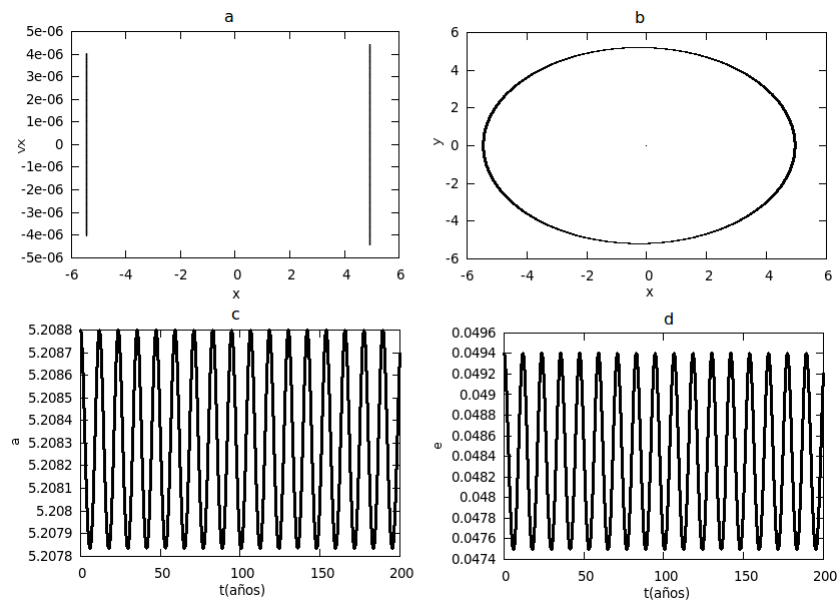 a
5e-06
4e-06
3e-06
2e-06
1e-06
0
-1e-06
-2e-06
-3e-06
-4e-06
-5e-06
vx
-6 -4 -2 0 2 4 6
x
b
6
4
2
0
-2
-4
-6
y
-6 -4 -2 0 2 4 6
x
c
5.2088
5.2087
5.2086
5.2085
5.2084
5.2083
5.2082
5.2081
5.208
5.2079
5.2078
a
0 50 100 150 200
t(años)
d
0.0496
0.0494
0.0492
0.049
0.0488
0.0486
0.0484
0.0482
0.048
0.0478
0.0476
0.0474
e
0 50 100 150 200
t(años)